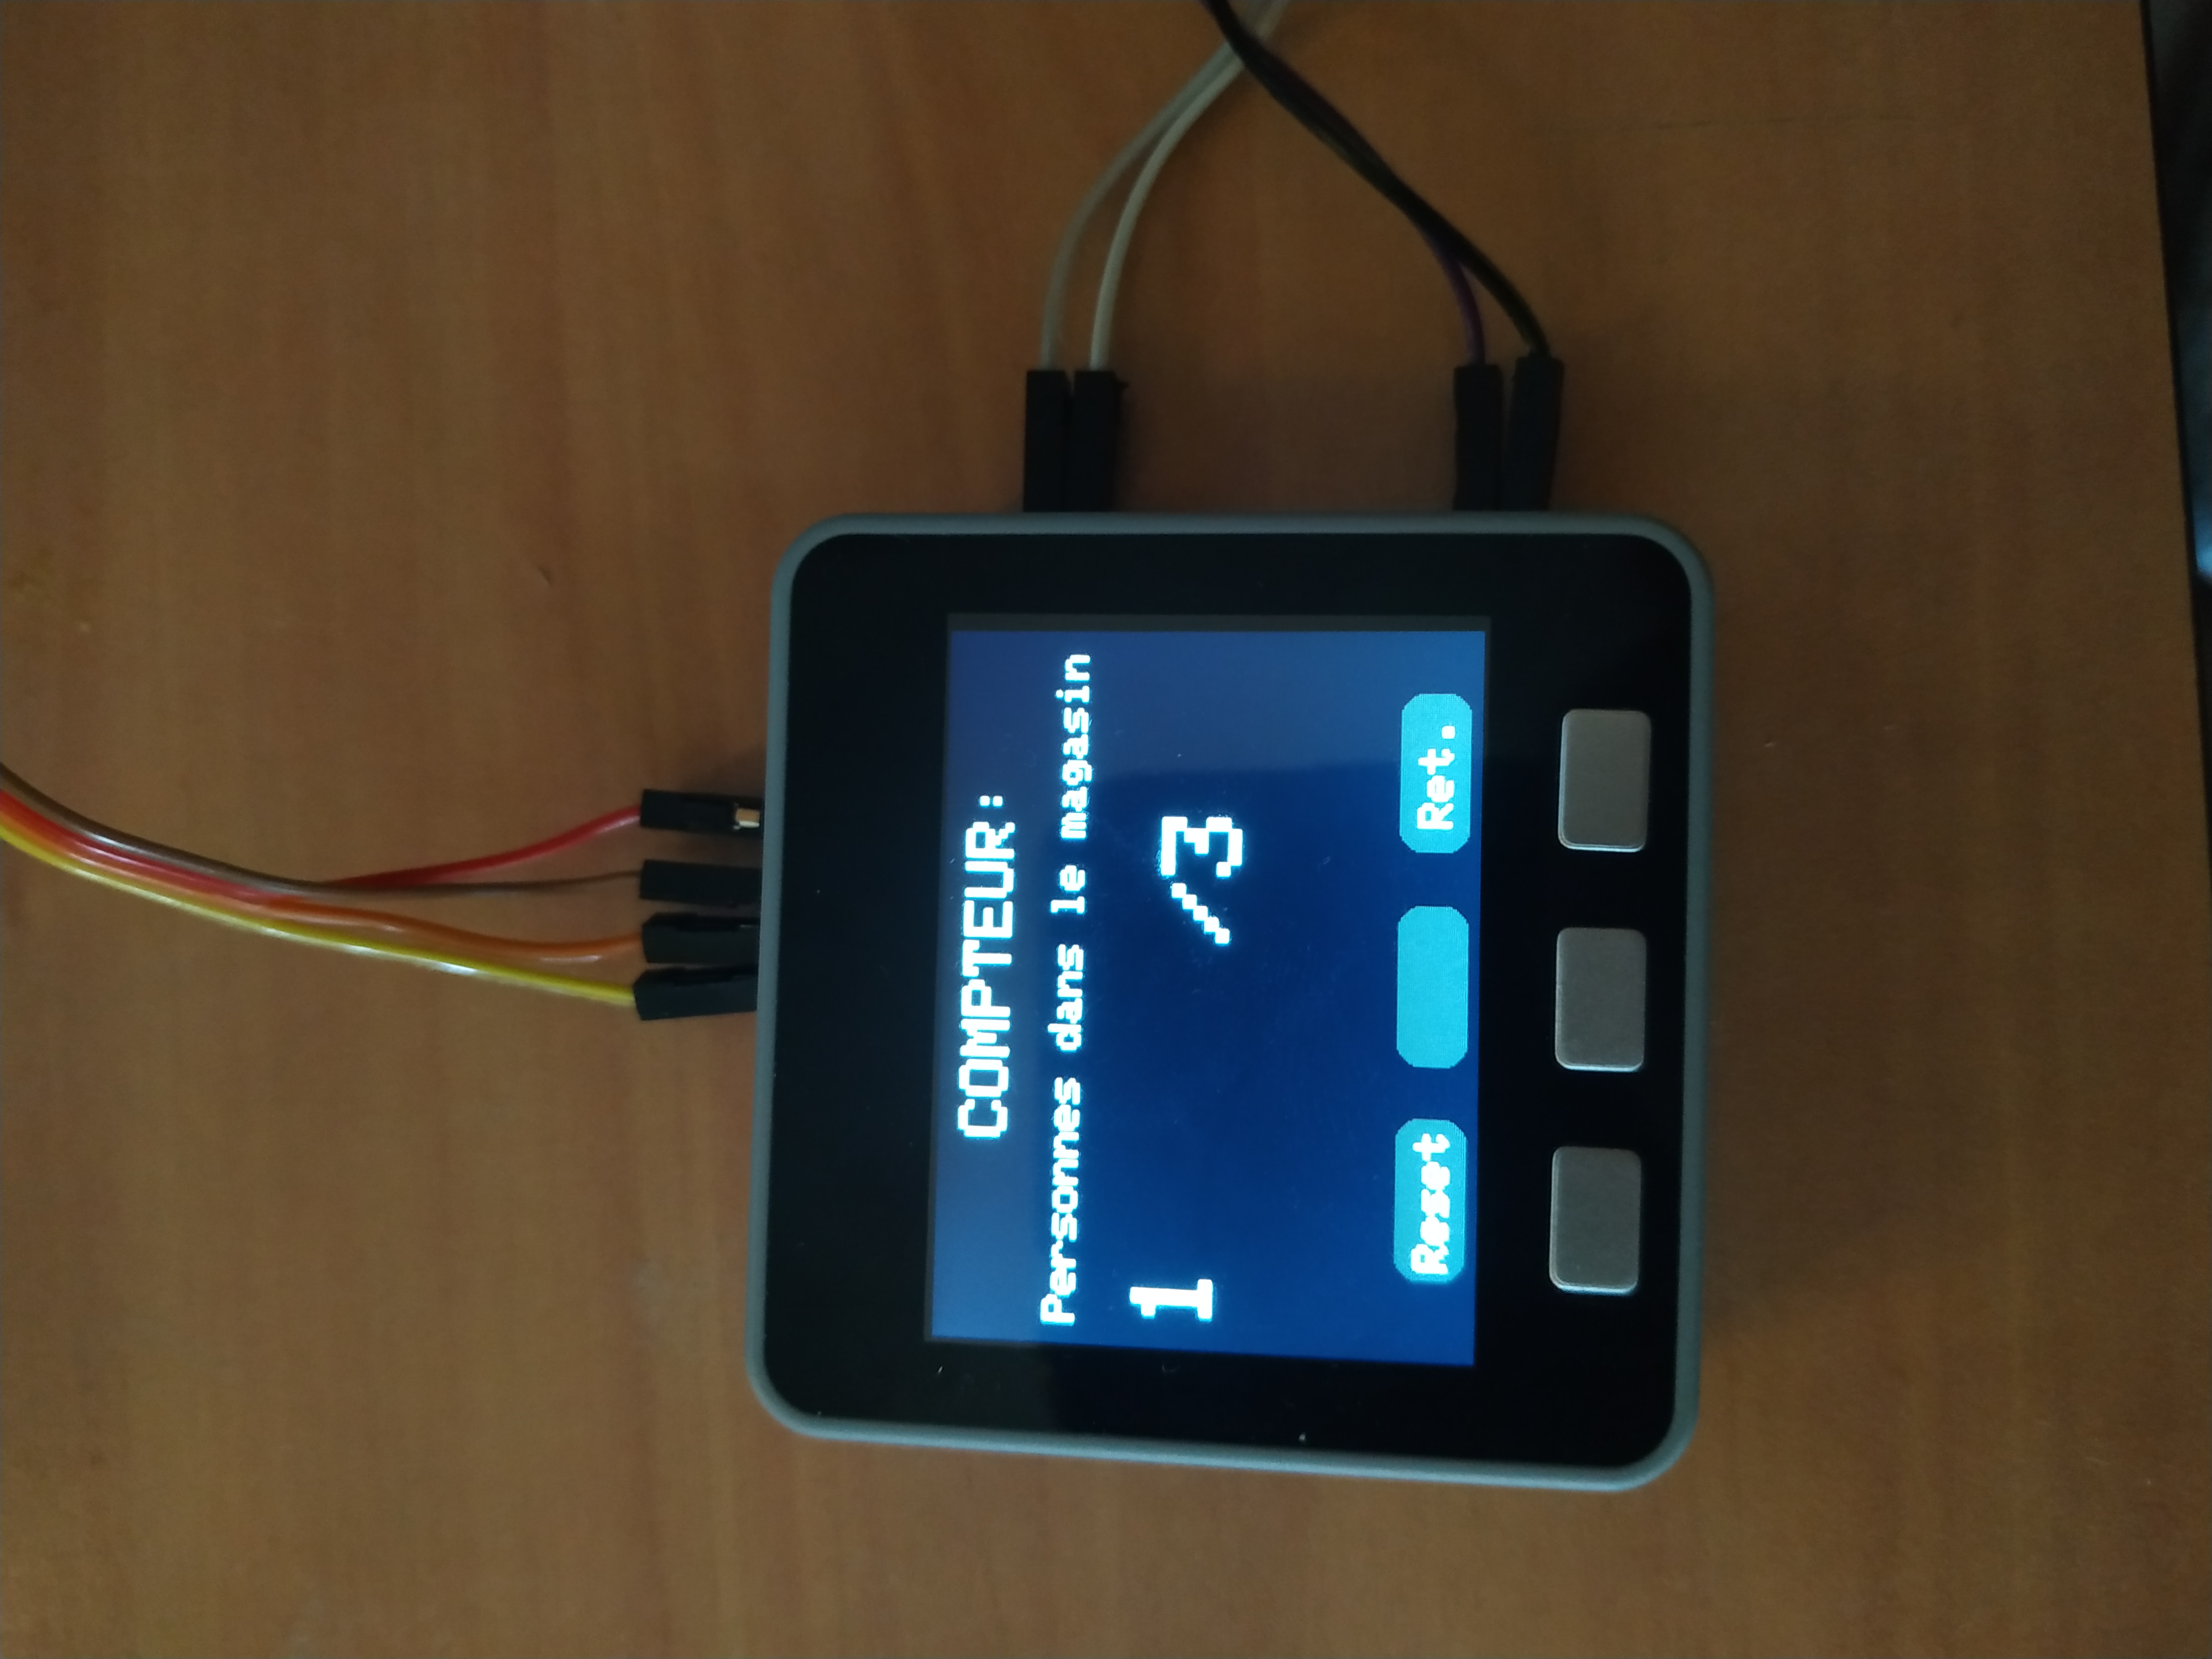 COMPTEUR:
Personnes dans le magasin
1 /3
Reset Ret.